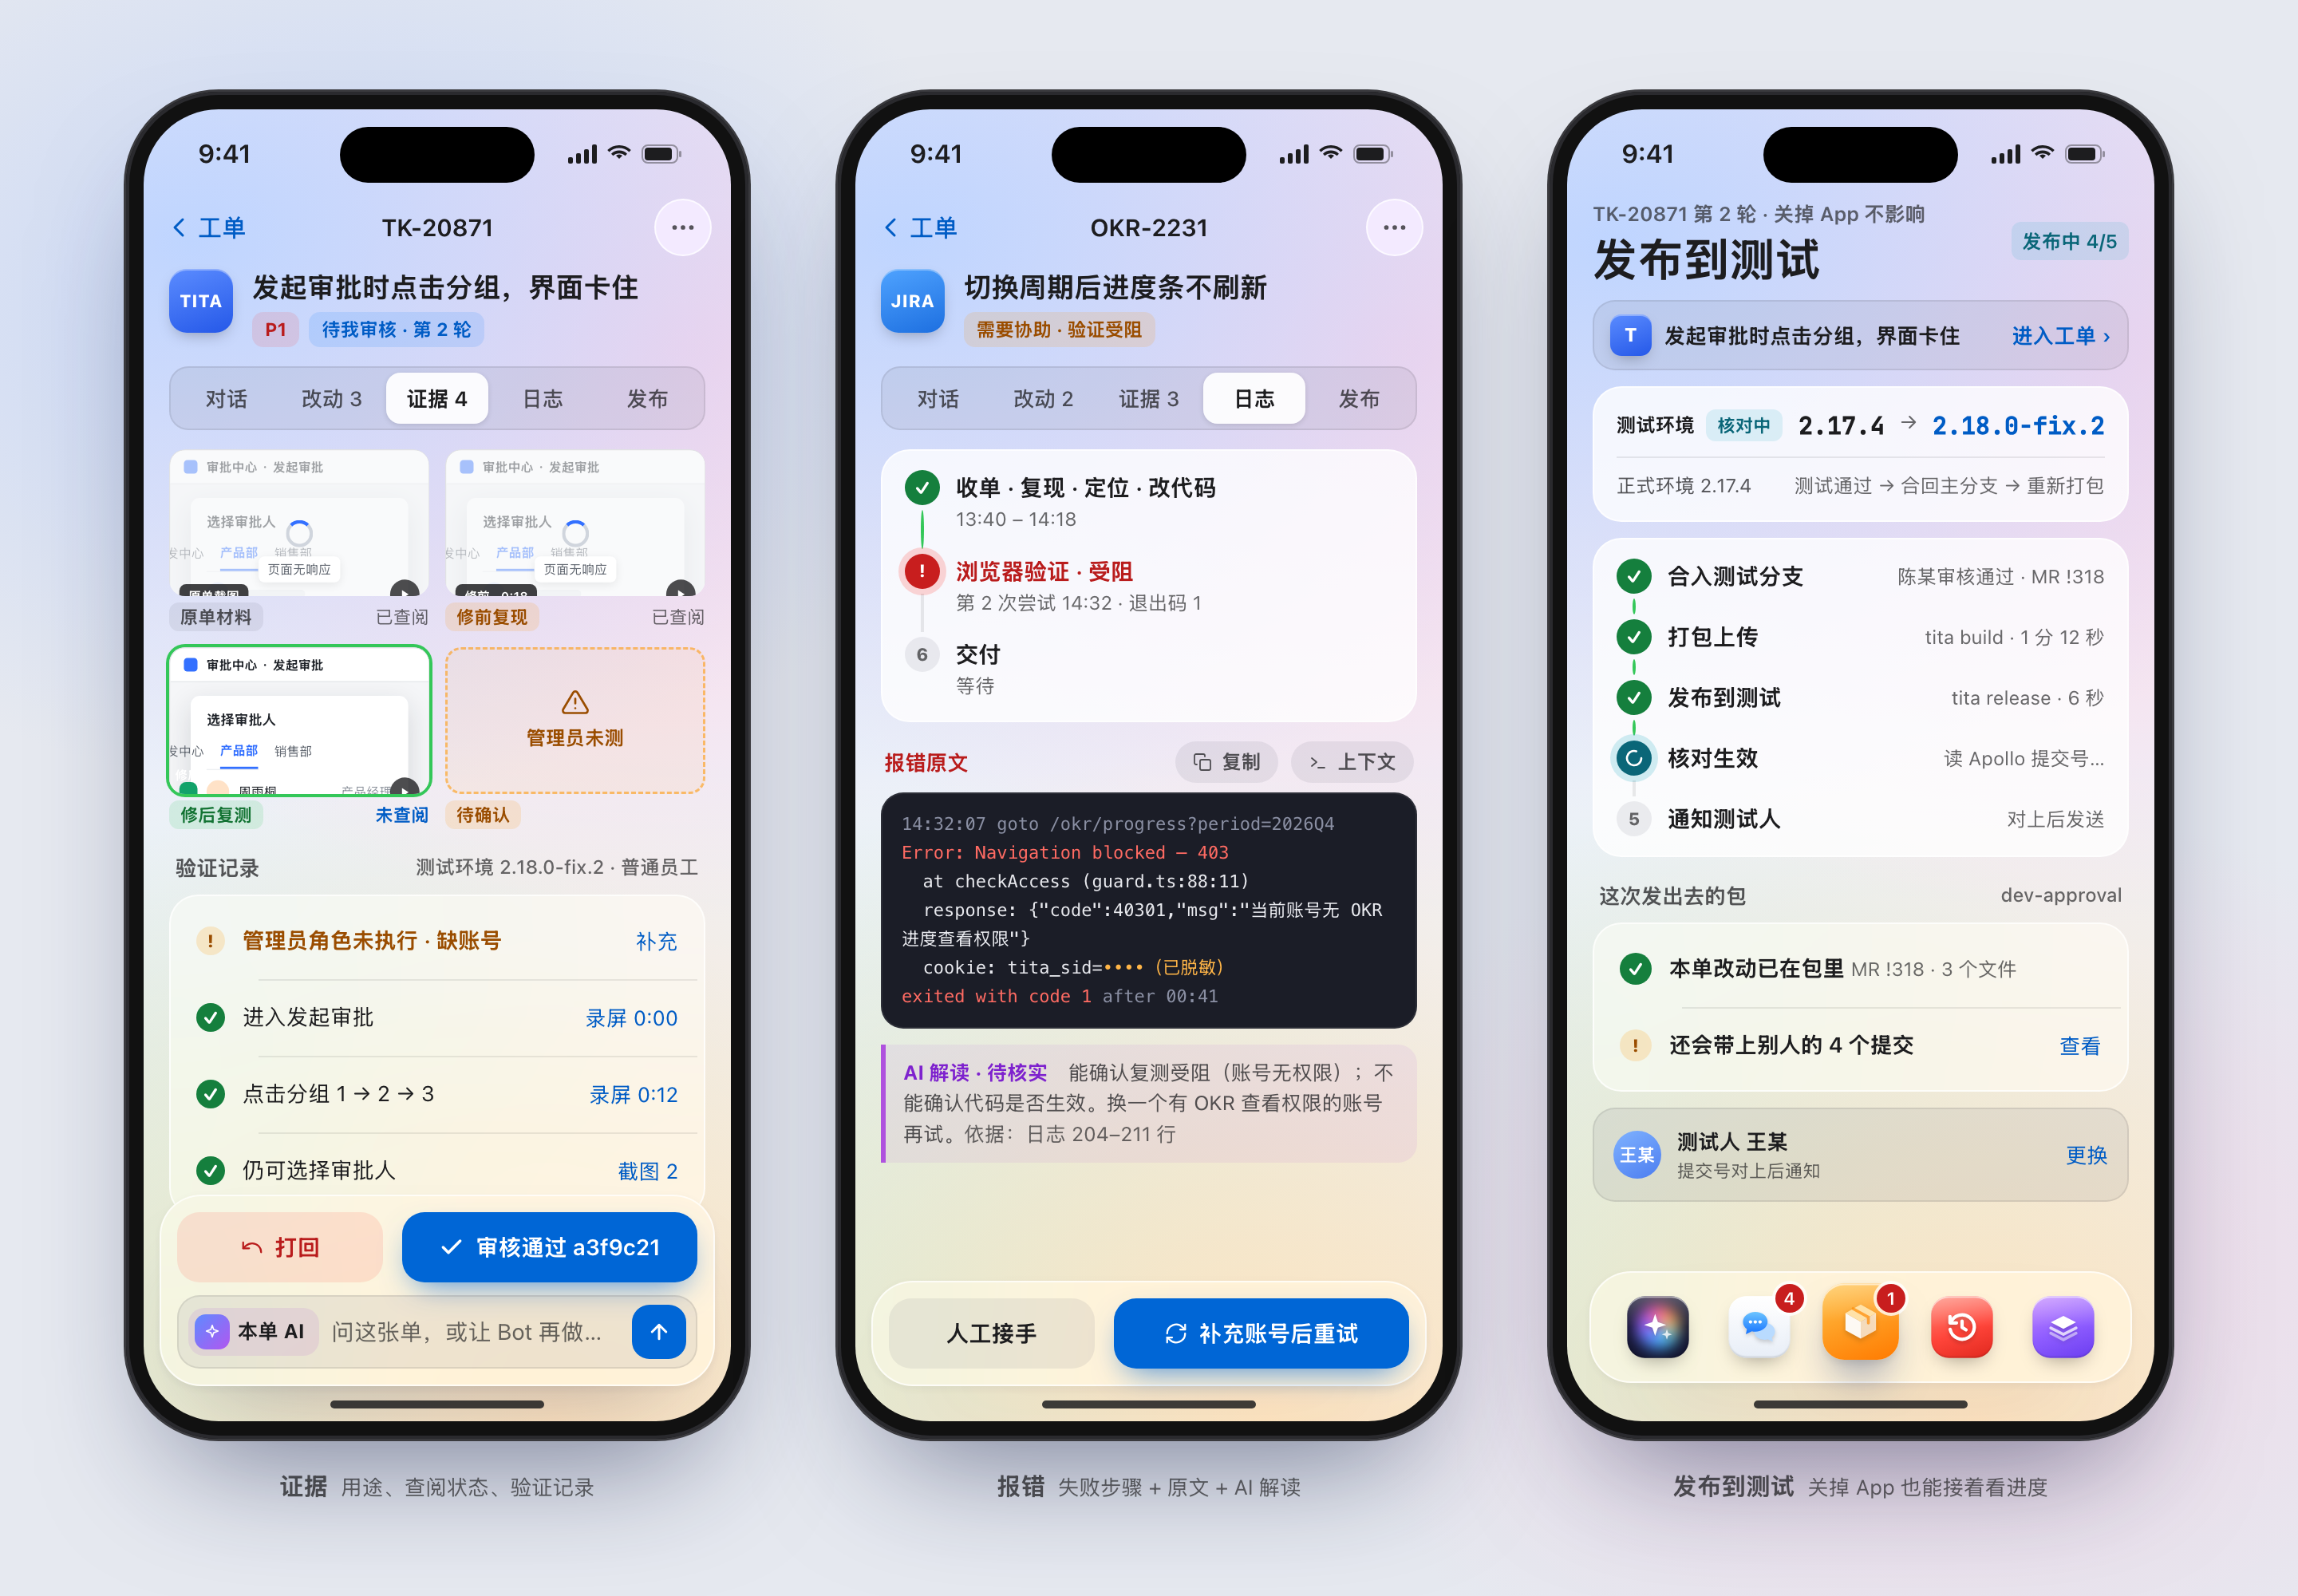 9:41
工单
TK-20871
TITA
发起审批时点击分组，界面卡住
P1
待我审核 · 第 2 轮
对话
改动 3
证据 4
日志
发布
审批中心 · 发起审批
选择审批人
发中心
产品部
销售部
页面无响应
原单截图
原单材料
已查阅
审批中心 · 发起审批
选择审批人
发中心
产品部
销售部
页面无响应
修前 · 0:18
修前复现
已查阅
审批中心 · 发起审批
选择审批人
发中心
产品部
销售部
周雨桐
产品经理
修后复测
未查阅
管理员未测
待确认
验证记录
测试环境 2.18.0-fix.2 · 普通员工
管理员角色未执行 · 缺账号
补充
进入发起审批
录屏 0:00
点击分组 1 → 2 → 3
录屏 0:12
仍可选择审批人
截图 2
打回
审核通过 a3f9c21
本单 AI
问这张单，或让 Bot 再做...
证据 用途、查阅状态、验证记录
9:41
工单
OKR-2231
JIRA
切换周期后进度条不刷新
需要协助 · 验证受阻
对话
改动 2
证据 3
日志
发布
收单 · 复现 · 定位 · 改代码
13:40 – 14:18
浏览器验证 · 受阻
第 2 次尝试 14:32 · 退出码 1
6
交付
等待
报错原文
复制
上下文
14:32:07 goto /okr/progress?period=2026Q4
Error: Navigation blocked — 403
at checkAccess (guard.ts:88:11)
response: {"code":40301,"msg":"当前账号无 OKR
进度查看权限"}
cookie: tita_sid=•••• (已脱敏)
exited with code 1 after 00:41
AI 解读 · 待核实 能确认复测受阻（账号无权限）；不
能确认代码是否生效。换一个有 OKR 查看权限的账号
再试。依据：日志 204–211 行
人工接手
补充账号后重试
报错 失败步骤 + 原文 + AI 解读
9:41
TK-20871 第 2 轮 · 关掉 App 不影响
发布到测试
发布中 4/5
T
发起审批时点击分组，界面卡住
进入工单 ›
测试环境
核对中
2.17.4 → 2.18.0-fix.2
正式环境 2.17.4
测试通过 → 合回主分支 → 重新打包
合入测试分支
陈某审核通过 · MR !318
打包上传
tita build · 1 分 12 秒
发布到测试
tita release · 6 秒
核对生效
读 Apollo 提交号...
5
通知测试人
对上后发送
这次发出去的包
dev-approval
本单改动已在包里 MR !318 · 3 个文件
还会带上别人的 4 个提交
查看
王某
测试人 王某
提交号对上后通知
更换
4
1
发布到测试 关掉 App 也能接着看进度